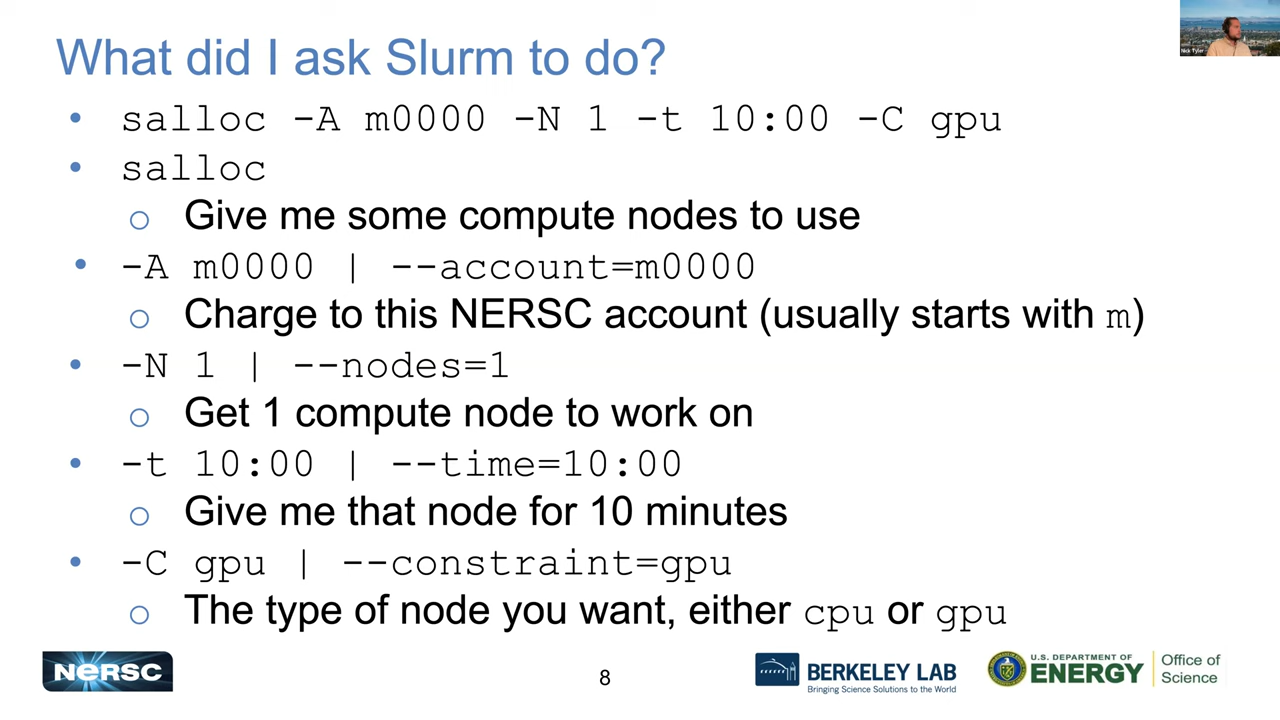 What did I ask Slurm to do?
Nick Tyler
• salloc -A m0000 -N 1 -t 10:00 -C gpu
• salloc
o Give me some compute nodes to use
• -A m0000 | --account=m0000
o Charge to this NERSC account (usually starts with m)
• -N 1 | --nodes=1
o Get 1 compute node to work on
• -t 10:00 | --time=10:00
o Give me that node for 10 minutes
• -C gpu | --constraint=gpu
o The type of node you want, either cpu or gpu
NERSC
8
BERKELEY LAB
Bringing Science Solutions to the World
U.S. DEPARTMENT OF
ENERGY
Office of
Science